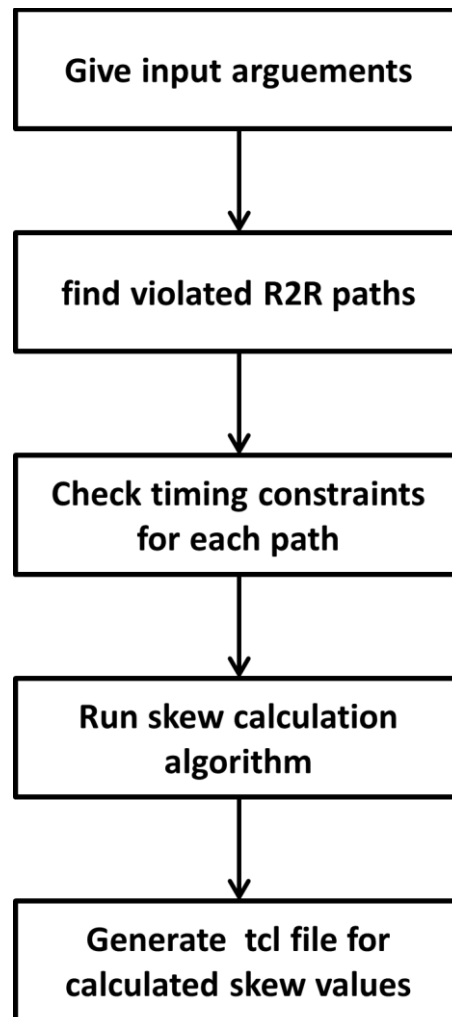 Give input arguements
find violated R2R paths
Check timing constraints
for each path
Run skew calculation
algorithm
Generate  tcl file for
calculated skew values